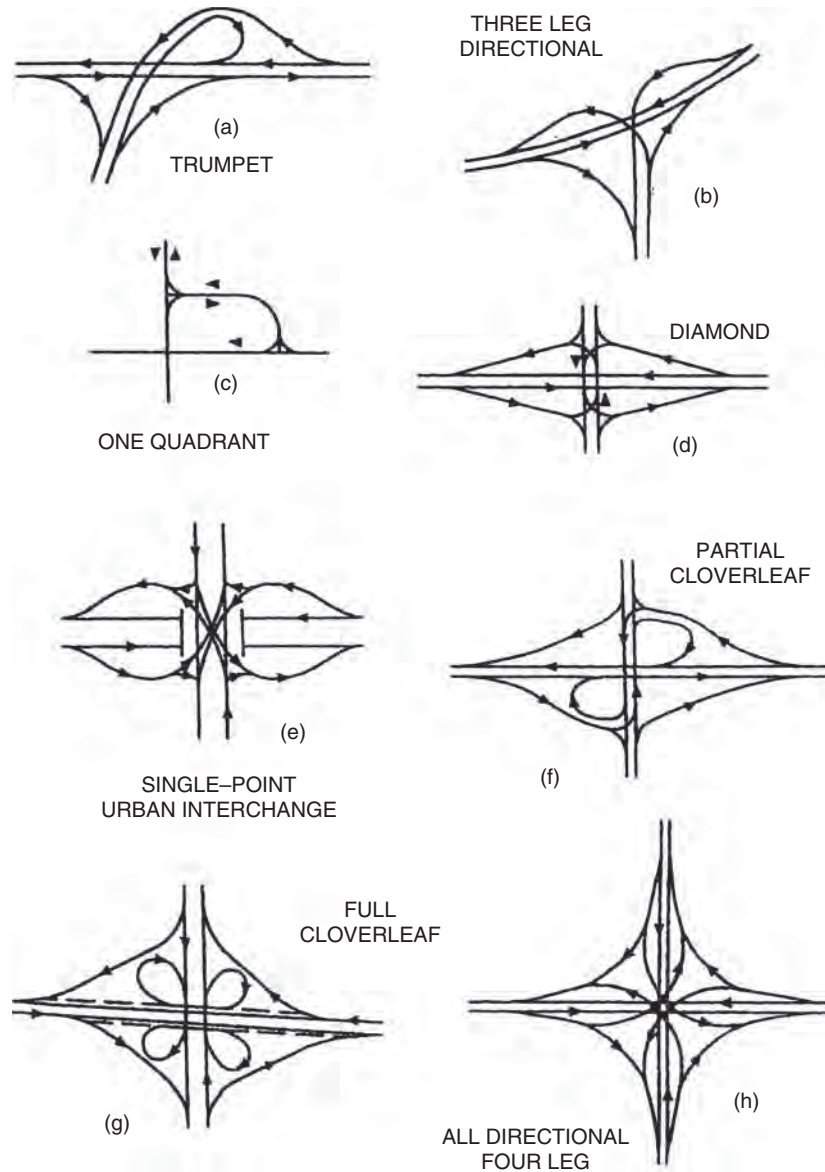 (a)
TRUMPET
THREE LEG
DIRECTIONAL
(b)
(c)
ONE QUADRANT
DIAMOND
(d)
(e)
SINGLE–POINT
URBAN INTERCHANGE
PARTIAL
CLOVERLEAF
(f)
FULL
CLOVERLEAF
(g)
(h)
ALL DIRECTIONAL
FOUR LEG